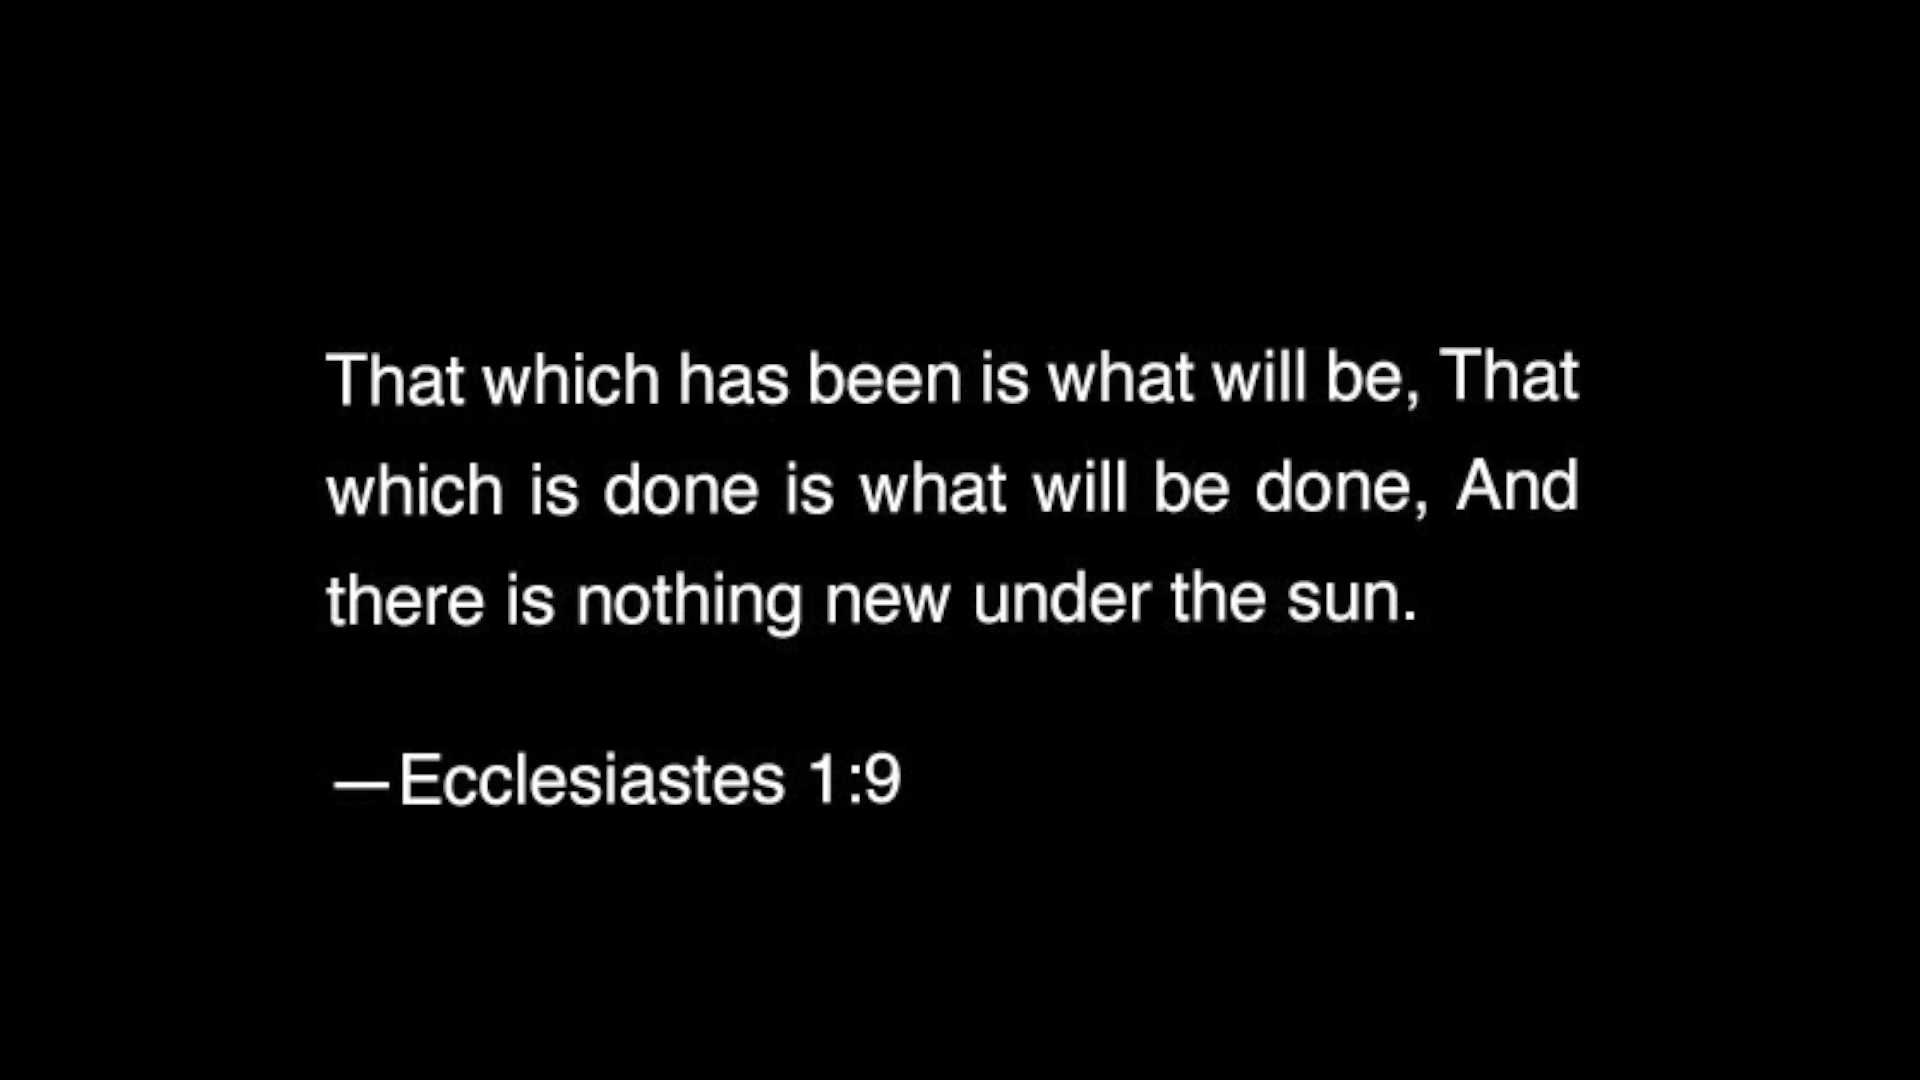 That which has been is what will be, That
which is done is what will be done, And
there is nothing new under the sun.
—Ecclesiastes 1:9